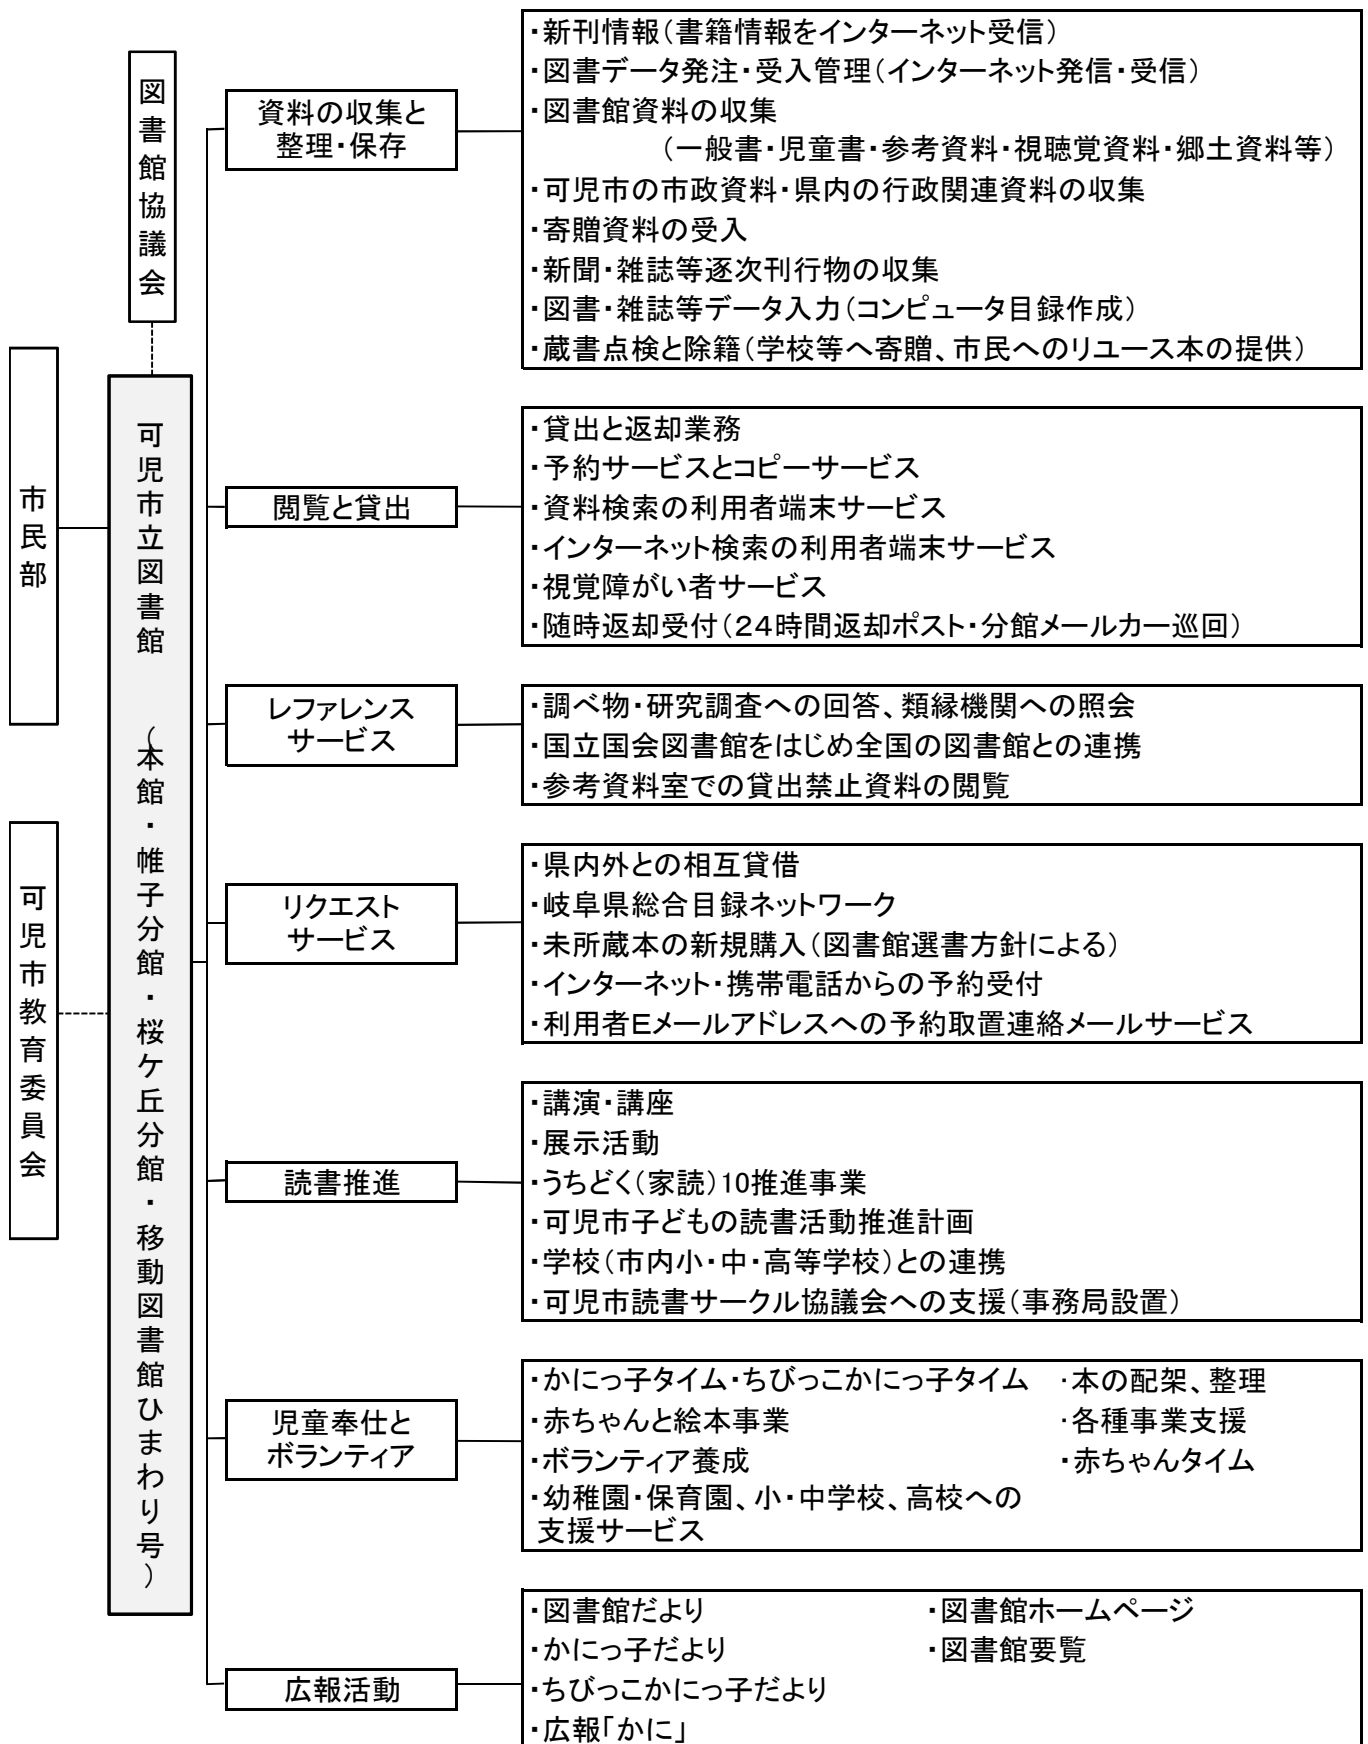 図書館協議会
市民部
可児市教育委員会
可児市立図書館　（本館・帷子分館・桜ケ丘分館・移動図書館ひまわり号）
資料の収集と
整理・保存
・新刊情報（書籍情報をインターネット受信）
・図書データ発注・受入管理（インターネット発信・受信）
・図書館資料の収集
（一般書・児童書・参考資料・視聴覚資料・郷土資料等）
・可児市の市政資料・県内の行政関連資料の収集
・寄贈資料の受入
・新聞・雑誌等逐次刊行物の収集
・図書・雑誌等データ入力（コンピュータ目録作成）
・蔵書点検と除籍（学校等へ寄贈、市民へのリユース本の提供）
閲覧と貸出
・貸出と返却業務
・予約サービスとコピーサービス
・資料検索の利用者端末サービス
・インターネット検索の利用者端末サービス
・視覚障がい者サービス
・随時返却受付（２４時間返却ポスト・分館メールカー巡回）
レファレンス
サービス
・調べ物・研究調査への回答、類縁機関への照会
・国立国会図書館をはじめ全国の図書館との連携
・参考資料室での貸出禁止資料の閲覧
リクエスト
サービス
・県内外との相互貸借
・岐阜県総合目録ネットワーク
・未所蔵本の新規購入（図書館選書方針による）
・インターネット・携帯電話からの予約受付
・利用者Ｅメールアドレスへの予約取置連絡メールサービス
読書推進
・講演・講座
・展示活動
・うちどく（家読）10推進事業
・可児市子どもの読書活動推進計画
・学校（市内小・中・高等学校）との連携
・可児市読書サークル協議会への支援（事務局設置）
児童奉仕と
ボランティア
・かにっ子タイム・ちびっこかにっ子タイム　・本の配架、整理
・赤ちゃんと絵本事業　・各種事業支援
・ボランティア養成　・赤ちゃんタイム
・幼稚園・保育園、小・中学校、高校への
支援サービス
広報活動
・図書館だより　・図書館ホームページ
・かにっ子だより　・図書館要覧
・ちびっこかにっ子だより
・広報「かに」